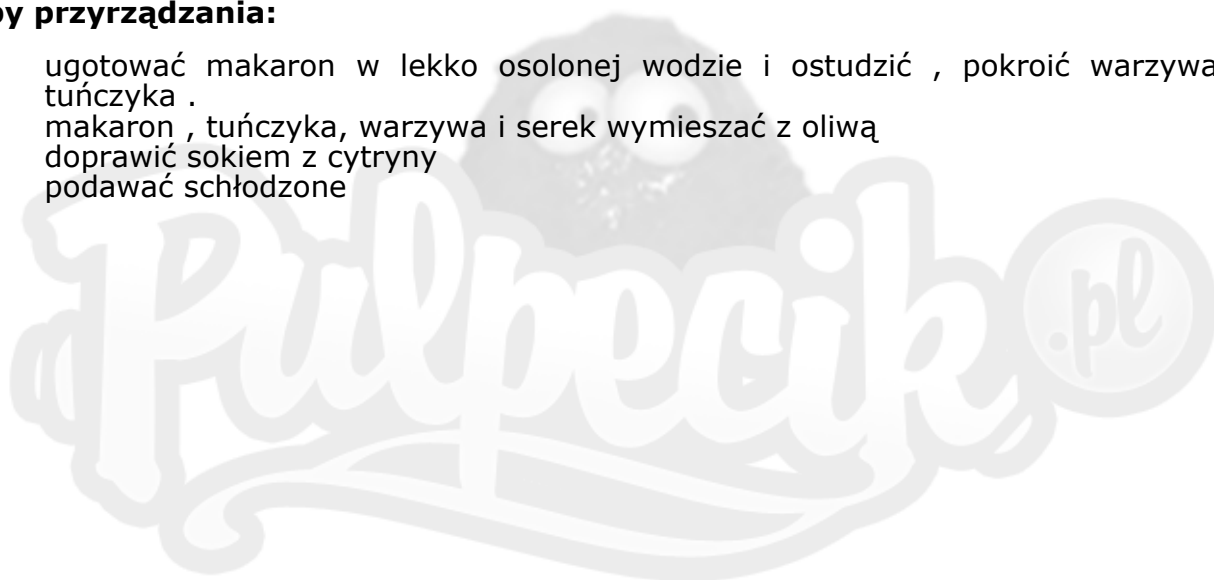 py przyrządzania:
ugotować makaron w lekko osolonej wodzie i ostudzić , pokroić warzywa
tuńczyka .
makaron , tuńczyka, warzywa i serek wymieszać z oliwą
doprawić sokiem z cytryny
podawać schłodzone
Pulpecik .pl